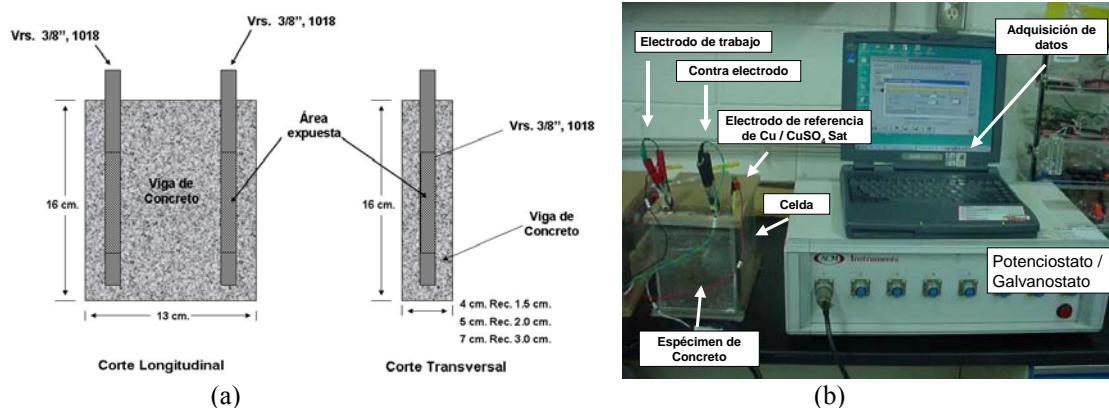 Vrs. 3/8”, 1018
Vrs. 3/8”, 1018
Área
expuesta
Vrs. 3/8”, 1018
16 cm.
Viga de
Concreto
16 cm.
Viga de
Concreto
13 cm.
4 cm. Rec. 1.5 cm.
5 cm. Rec. 2.0 cm.
7 cm. Rec. 3.0 cm.
Corte Longitudinal
Corte Transversal
(a)
Electrodo de trabajo
Adquisición de
datos
Contra electrodo
Electrodo de referencia
de Cu / CuSO4 Sat
Celda
ACM Instruments
Potenciostato /
Galvanostato
Espécimen de
Concreto
(b)